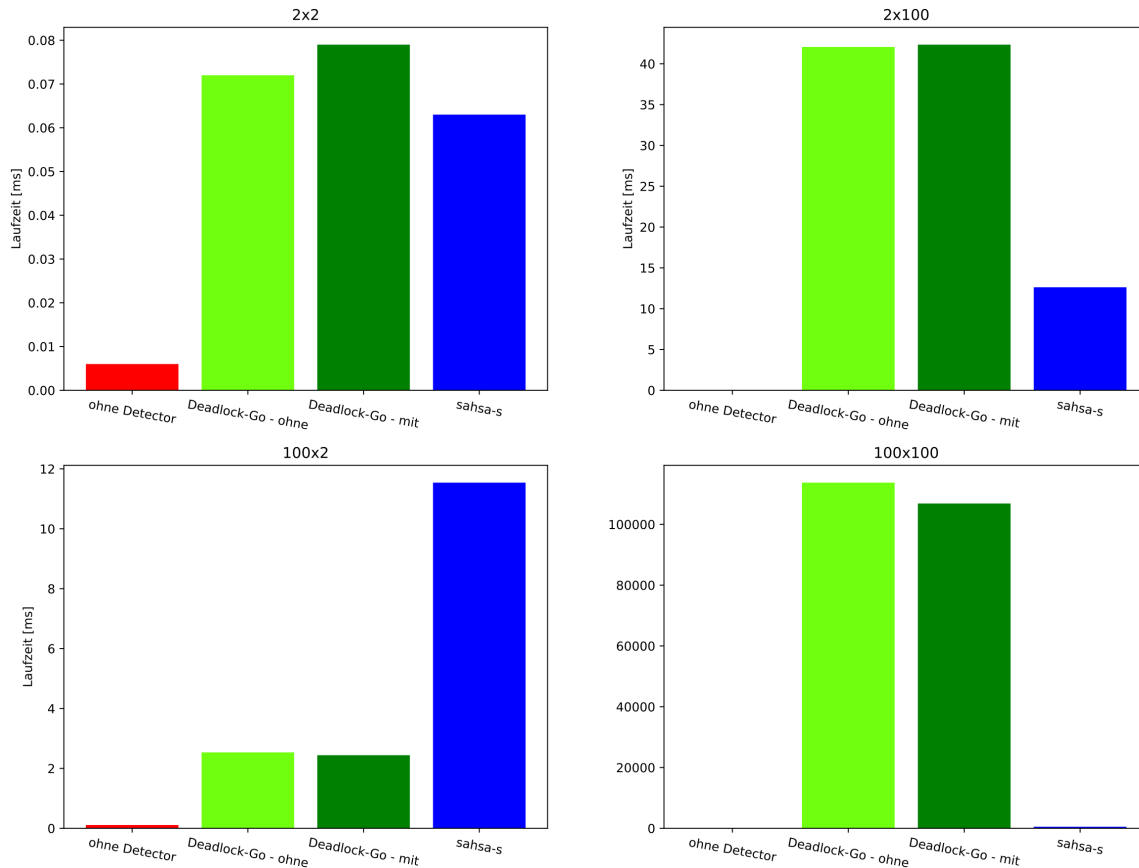 2x2
Laufzeit [ms]
0.08
0.07
0.06
0.05
0.04
0.03
0.02
0.01
0.00
ohne Detector
Deadlock-Go - ohne
Deadlock-Go - mit
sahsa-s
2x100
Laufzeit [ms]
40
35
30
25
20
15
10
5
0
ohne Detector
Deadlock-Go - ohne
Deadlock-Go - mit
sahsa-s
100x2
Laufzeit [ms]
12
10
8
6
4
2
0
ohne Detector
Deadlock-Go - ohne
Deadlock-Go - mit
sahsa-s
100x100
100000
80000
60000
40000
20000
0
ohne Detector
Deadlock-Go - ohne
Deadlock-Go - mit
sahsa-s